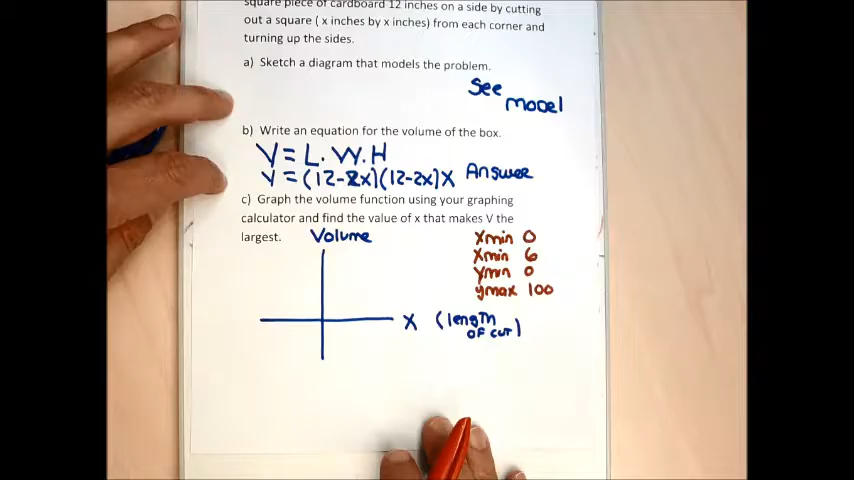 square piece of cardboard 12 inches on a side by cutting
out a square ( x inches by x inches) from each corner and
turning up the sides.
a) Sketch a diagram that models the problem.
See
model
b) Write an equation for the volume of the box.
V = L. W. H
V = (12-2x)(12-2x)X Answer
c) Graph the volume function using your graphing
calculator and find the value of x that makes V the
largest. Volume
Xmin 0
Xmin 6
Ymin 0
ymax 100
X (length
of cut)